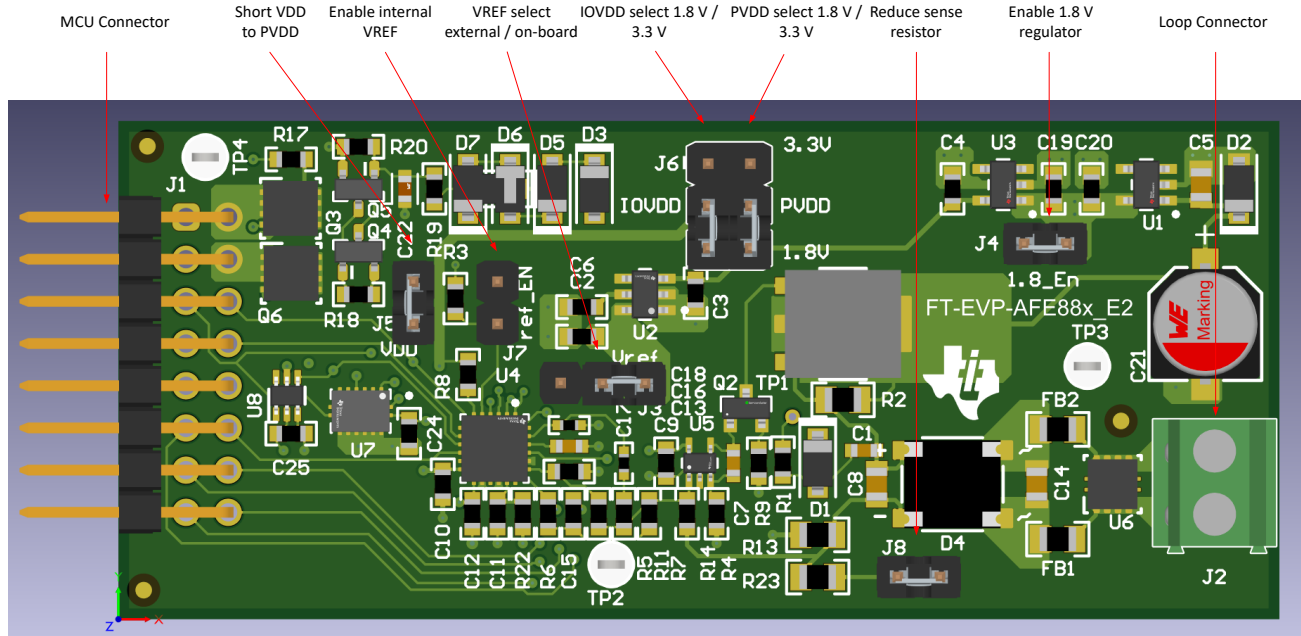 MCU Connector
Short VDD
to PVDD
Enable internal
VREF
VREF select
external / on-board
IOVDD select 1.8 V /
3.3 V
PVDD select 1.8 V /
3.3 V
Reduce sense
resistor
Enable 1.8 V
regulator
Loop Connector
TP4
R17
R20
D7
D6
D5
D3
J6
3.3V
C4
U3
C19
C20
C5
D2
J1
Q3
Q5
Q4
C22
R19
IOVDD
PVDD
U1
J4
1.8V
1.8_En
R3
C6
C2
C3
Q6
R18
J5
VDD
Vref_EN
J7
U2
FT-EVP-AFE88x_E2
WE
Marking
TP3
C21
Vref
U4
R8
C18
C16
C13
J3
Q2
TP1
R2
U8
C25
U7
C24
C17
C9
U5
C1
FB2
C8
+
-
~
~
+
C14
U6
C10
C12
C11
R22
R6
C15
R5
R11
R7
R14
R4
C7
R9
R1
D1
R13
R23
J8
D4
FB1
J2
TP2
Y
Z
X